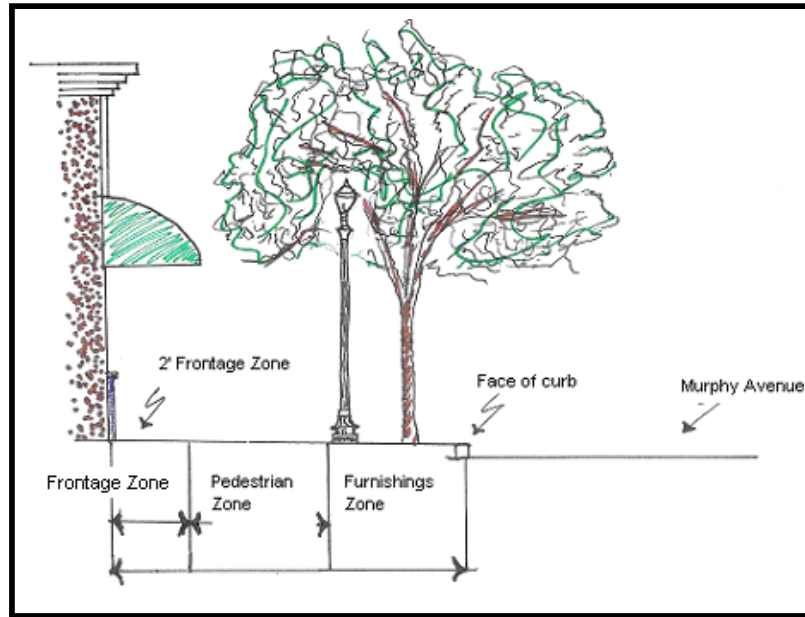 2' Frontage Zone
Face of curb
Murphy Avenue
Frontage Zone
Pedestrian
Zone
Furnishings
Zone